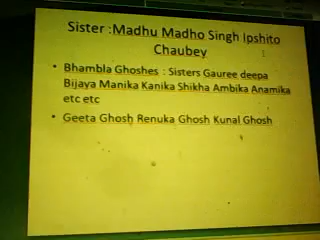 Sister :Madhu Madho Singh Ipshito
Chaubey
• Bhambla Ghoshes : Sisters Gauree deepa
Bijaya Manika Kanika Shikha Ambika Anamika
etc etc
• Geeta Ghosh Renuka Ghosh Kunal Ghosh